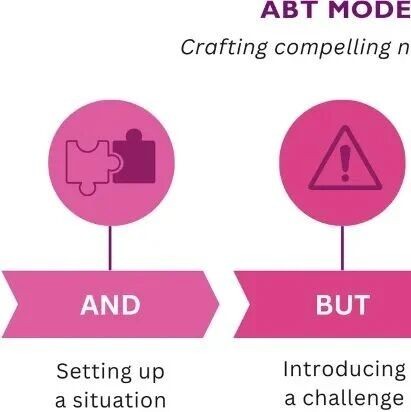 ABT MODE
Crafting compelling n
AND
BUT
Setting up
a situation
Introducing
a challenge